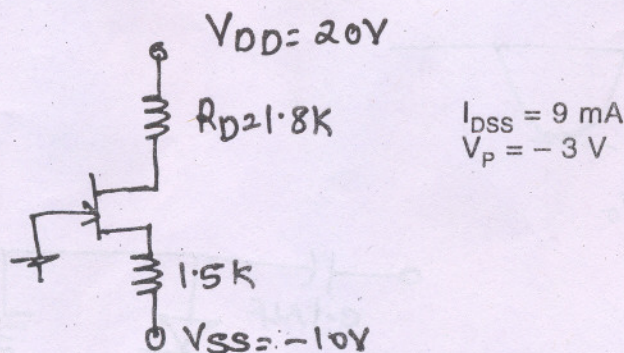 VDD = 20V
RD=1.8K
IDSS = 9 mA
VP = – 3 V
1.5K
VSS = -10V